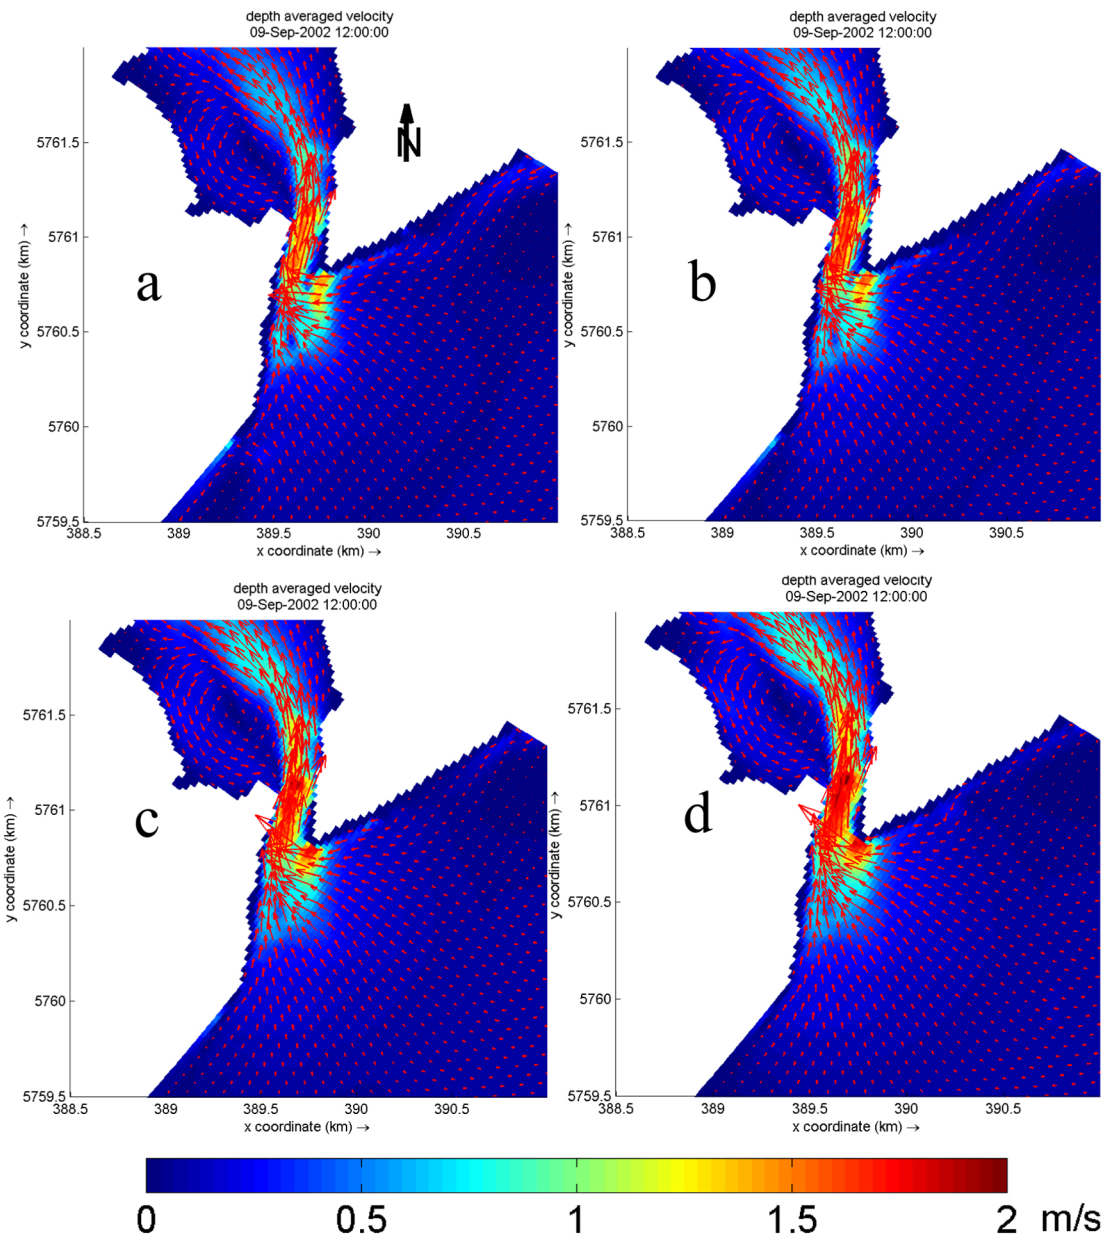 depth averaged velocity
09-Sep-2002 12:00:00
5761.5
5761
5760.5
5760
5759.5
388.5 389 389.5 390 390.5
x coordinate (km) →
y coordinate (km) →
N
a
depth averaged velocity
09-Sep-2002 12:00:00
5761.5
5761
5760.5
5760
5759.5
388.5 389 389.5 390 390.5
x coordinate (km) →
y coordinate (km) →
b
depth averaged velocity
09-Sep-2002 12:00:00
5761.5
5761
5760.5
5760
5759.5
388.5 389 389.5 390 390.5
x coordinate (km) →
y coordinate (km) →
c
depth averaged velocity
09-Sep-2002 12:00:00
5761.5
5761
5760.5
5760
5759.5
388.5 389 389.5 390 390.5
x coordinate (km) →
y coordinate (km) →
d
0 0.5 1 1.5 2 m/s